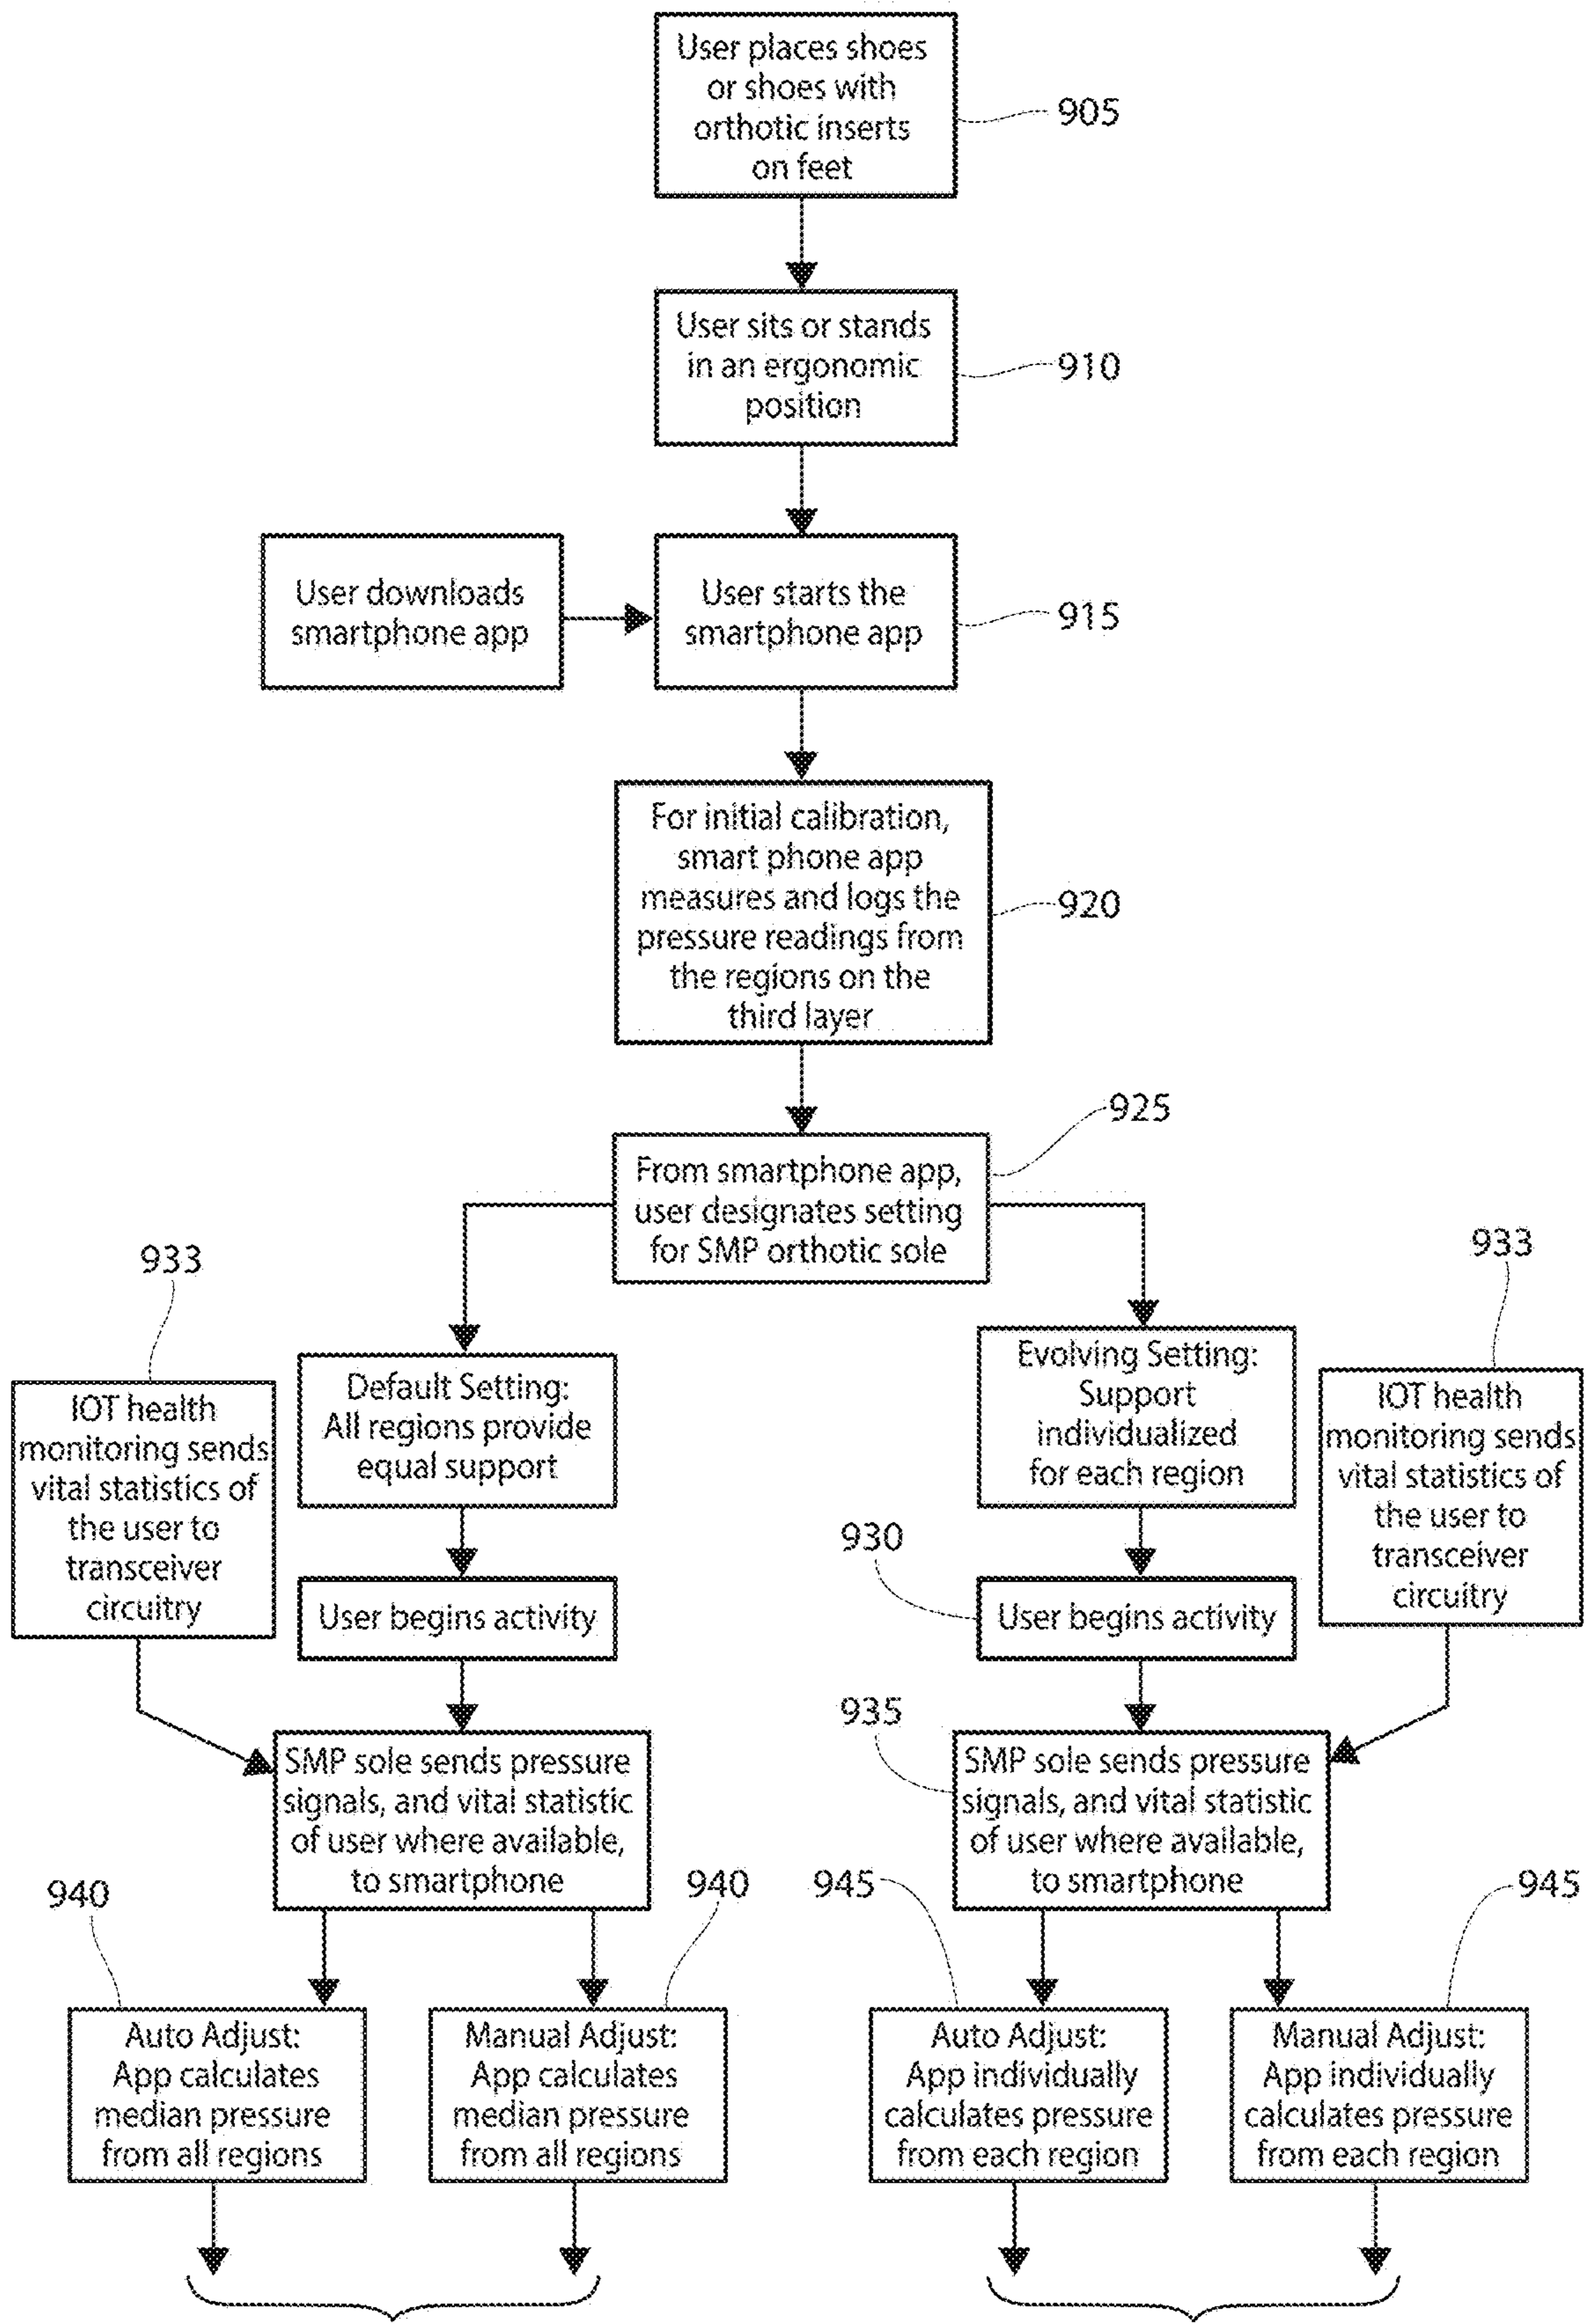 User places shoes
or shoes with
orthotic inserts
on feet
905
User sits or stands
in an ergonomic
position
910
User downloads
smartphone app
User starts the
smartphone app
915
For initial calibration,
smart phone app
measures and logs the
pressure readings from
the regions on the
third layer
920
925
From smartphone app,
user designates setting
for SMP orthotic sole
933
IOT health
monitoring sends
vital statistics of
the user to
transceiver
circuitry
Default Setting:
All regions provide
equal support
Evolving Setting:
Support
individualized
for each region
933
IOT health
monitoring sends
vital statistics of
the user to
transceiver
circuitry
User begins activity
930
User begins activity
SMP sole sends pressure
signals, and vital statistic
of user where available,
to smartphone
935
SMP sole sends pressure
signals, and vital statistic
of user where available,
to smartphone
940
940
945
945
Auto Adjust:
App calculates
median pressure
from all regions
Manual Adjust:
App calculates
median pressure
from all regions
Auto Adjust:
App individually
calculates pressure
from each region
Manual Adjust:
App individually
calculates pressure
from each region